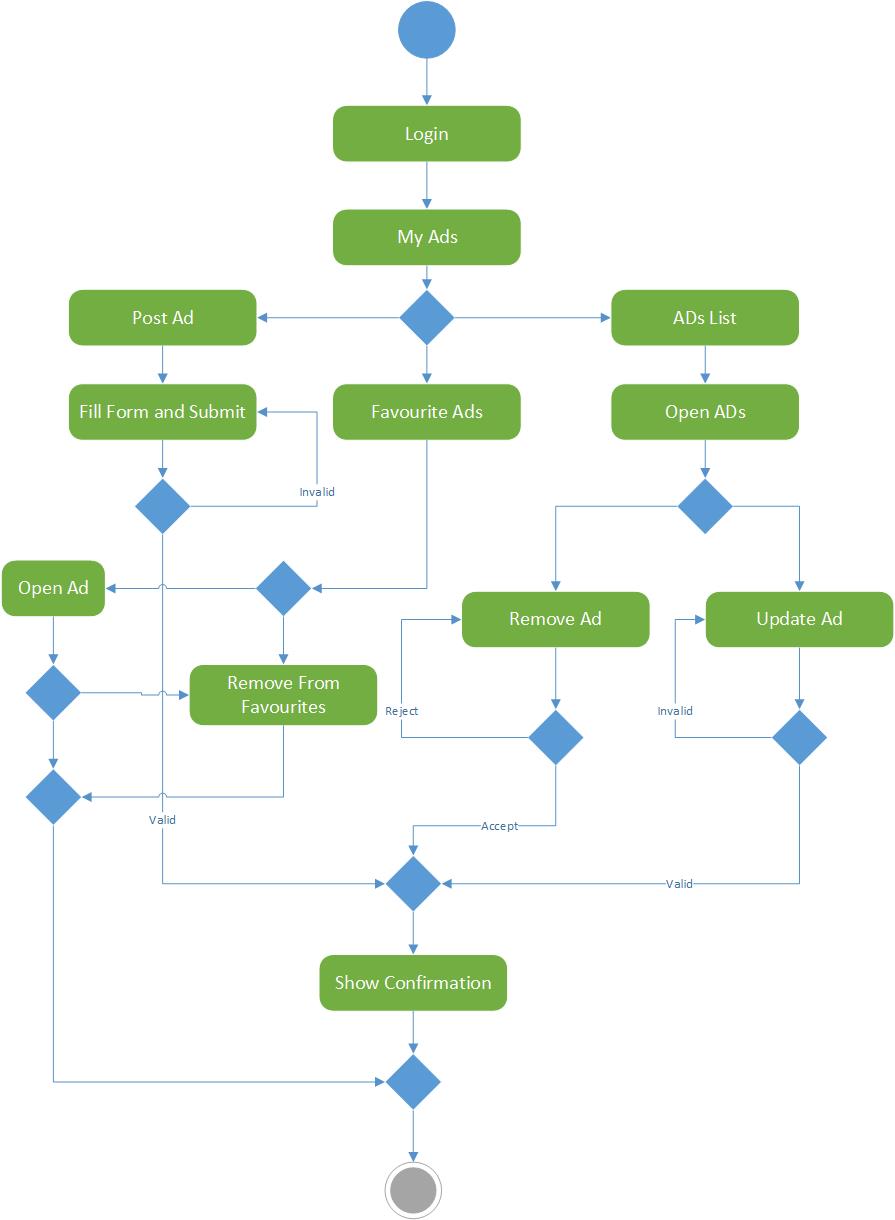 Login
My Ads
Post Ad
ADs List
Fill Form and Submit
Favourite Ads
Open ADs
Invalid
Open Ad
Remove Ad
Update Ad
Remove From
Favourites
Reject
Invalid
Valid
Accept
Valid
Show Confirmation